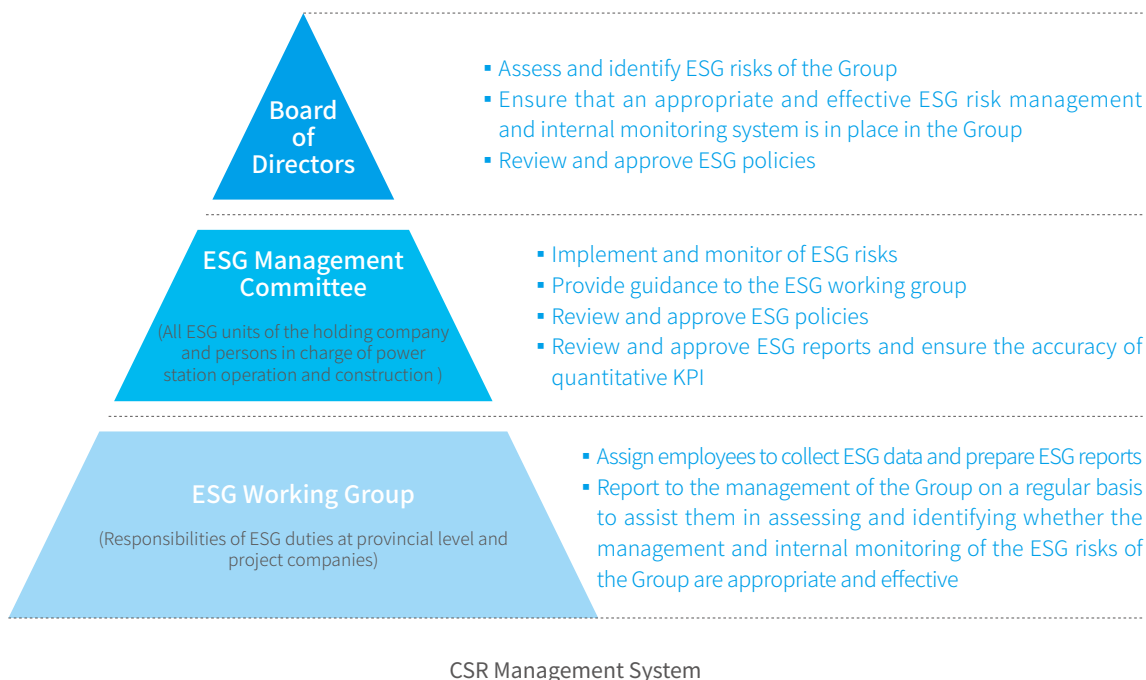 Board
of
Directors
▪ Assess and identify ESG risks of the Group
▪ Ensure that an appropriate and effective ESG risk management
and internal monitoring system is in place in the Group
▪ Review and approve ESG policies
ESG Management
Committee
(All ESG units of the holding company
and persons in charge of power
station operation and construction )
▪ Implement and monitor of ESG risks
▪ Provide guidance to the ESG working group
▪ Review and approve ESG policies
▪ Review and approve ESG reports and ensure the accuracy of
quantitative KPI
ESG Working Group
(Responsibilities of ESG duties at provincial level and
project companies)
▪ Assign employees to collect ESG data and prepare ESG reports
▪ Report to the management of the Group on a regular basis
to assist them in assessing and identifying whether the
management and internal monitoring of the ESG risks of
the Group are appropriate and effective
CSR Management System